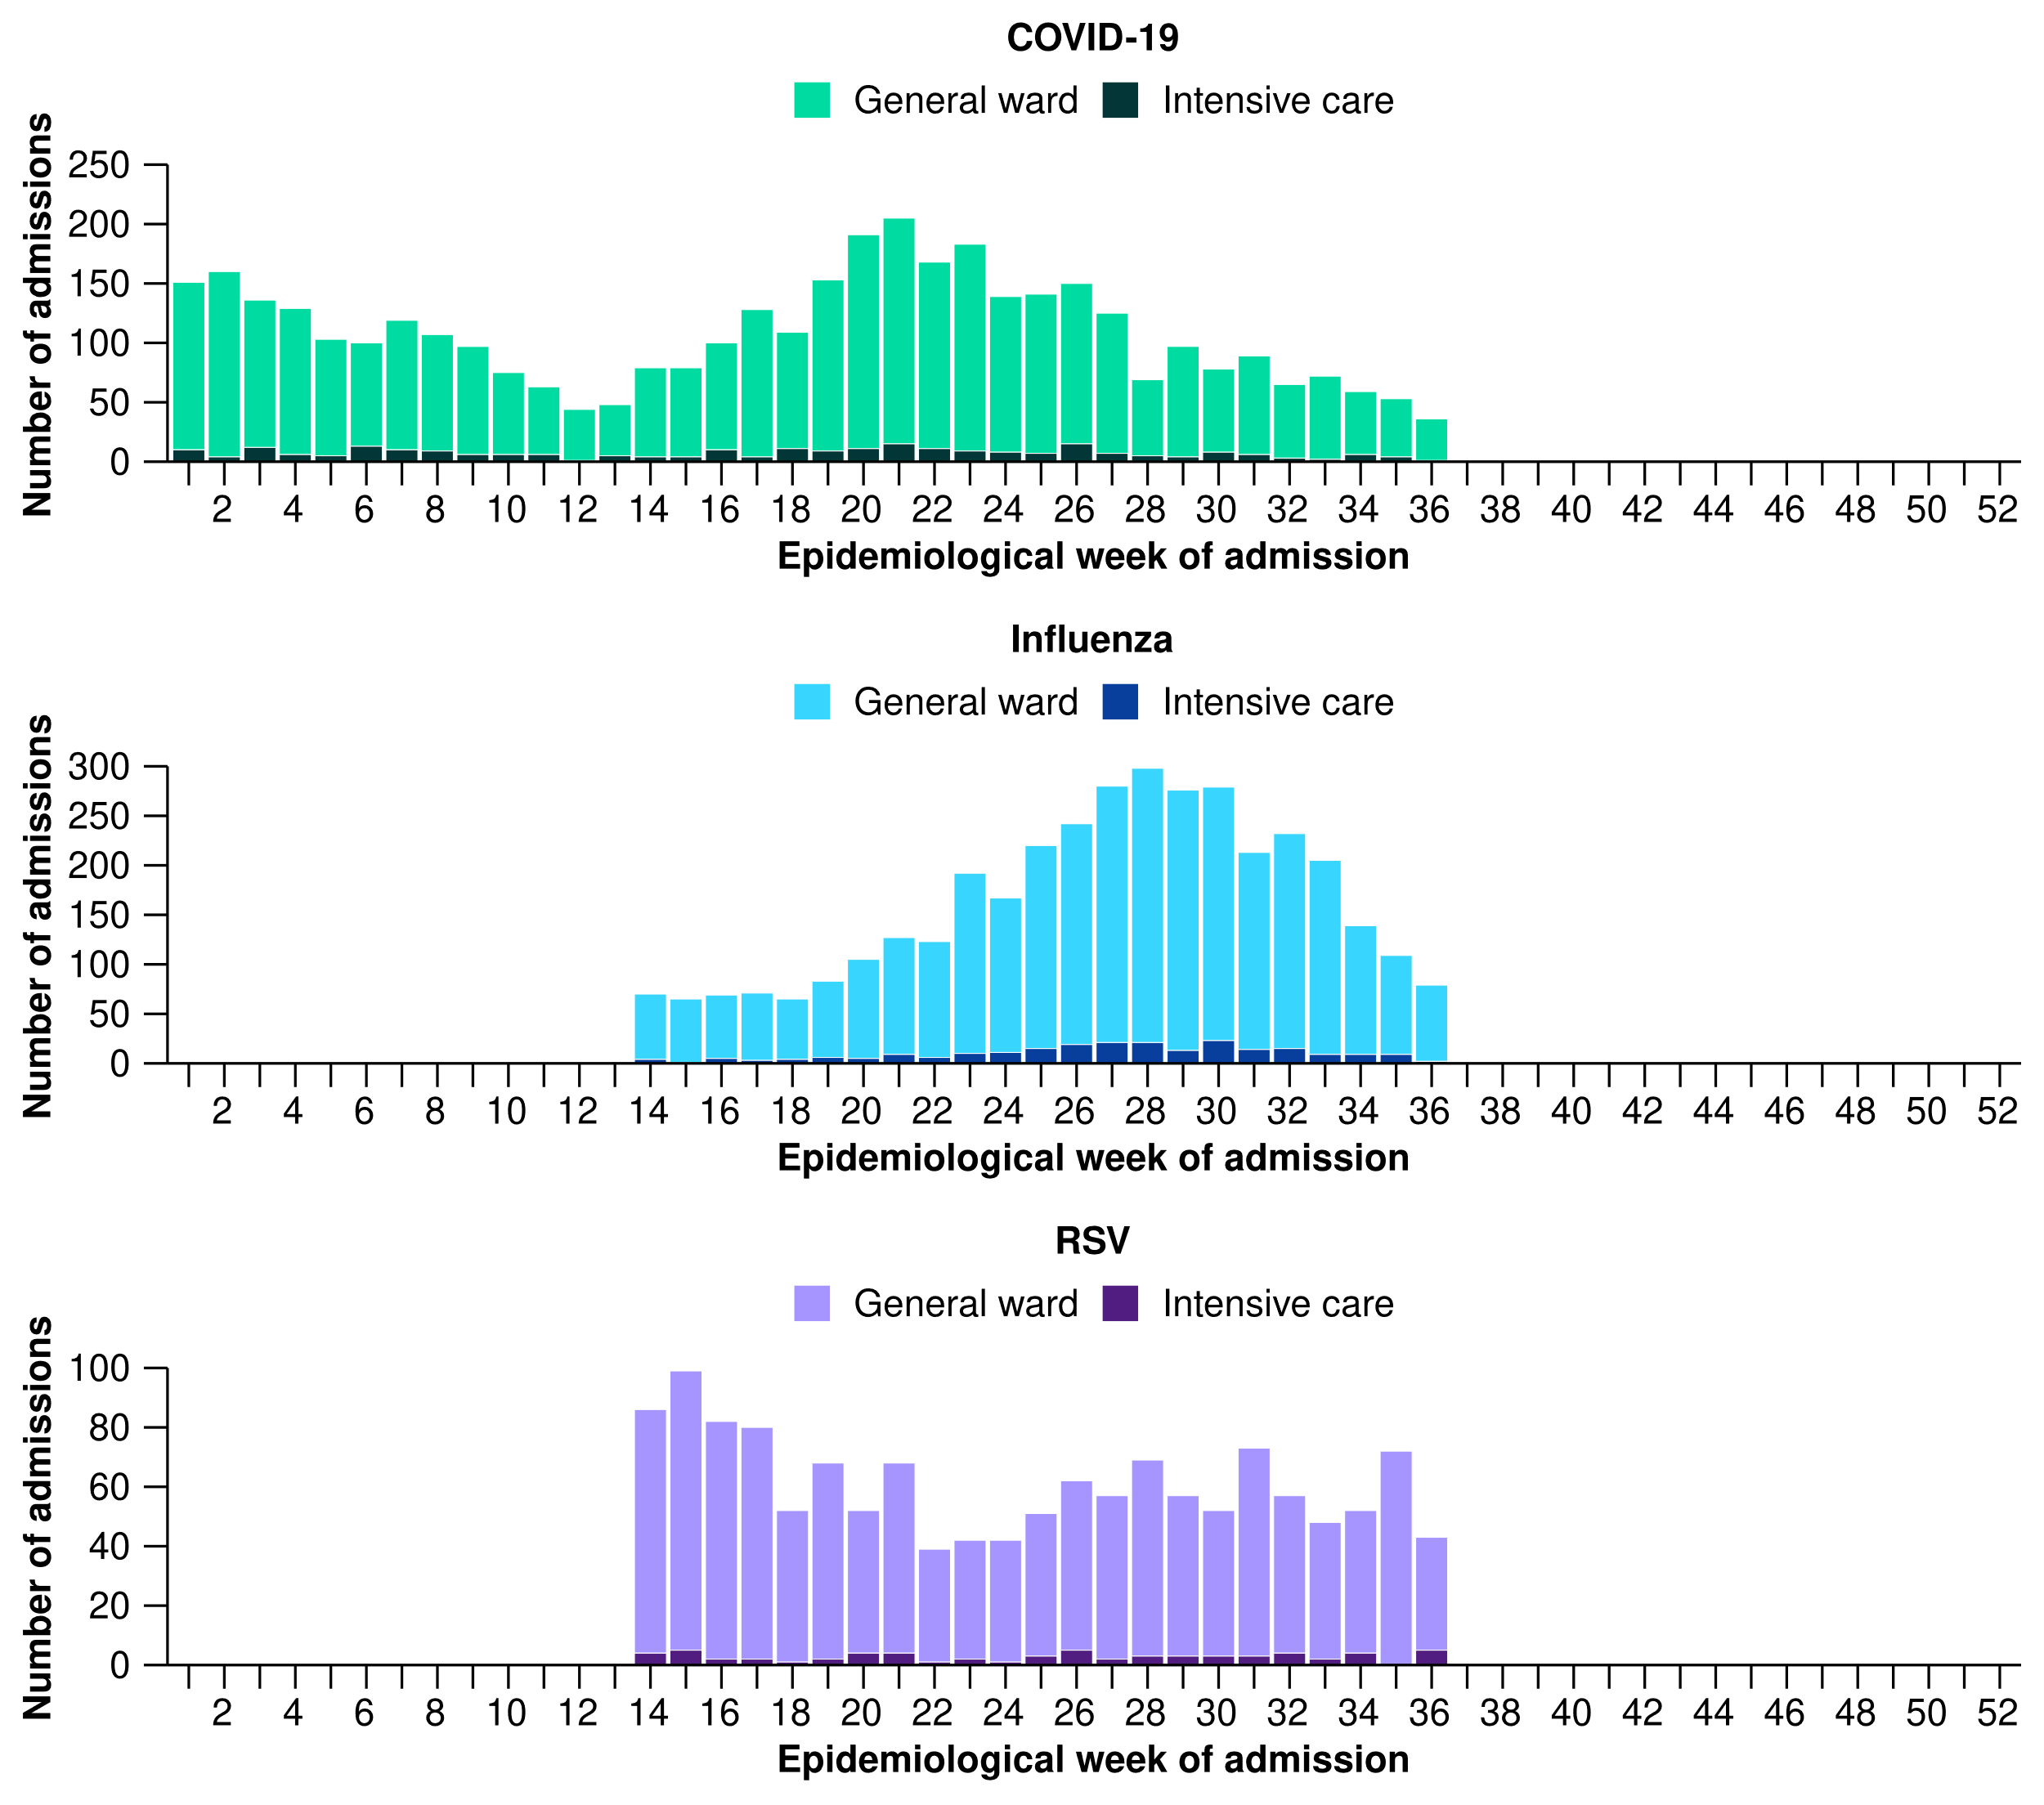 COVID-19
General ward Intensive care
Number of admissions
250
200
150
100
50
0
2 4 6 8 10 12 14 16 18 20 22 24 26 28 30 32 34 36 38 40 42 44 46 48 50 52
Epidemiological week of admission
Influenza
General ward Intensive care
Number of admissions
300
250
200
150
100
50
0
2 4 6 8 10 12 14 16 18 20 22 24 26 28 30 32 34 36 38 40 42 44 46 48 50 52
Epidemiological week of admission
RSV
General ward Intensive care
Number of admissions
100
80
60
40
20
0
2 4 6 8 10 12 14 16 18 20 22 24 26 28 30 32 34 36 38 40 42 44 46 48 50 52
Epidemiological week of admission